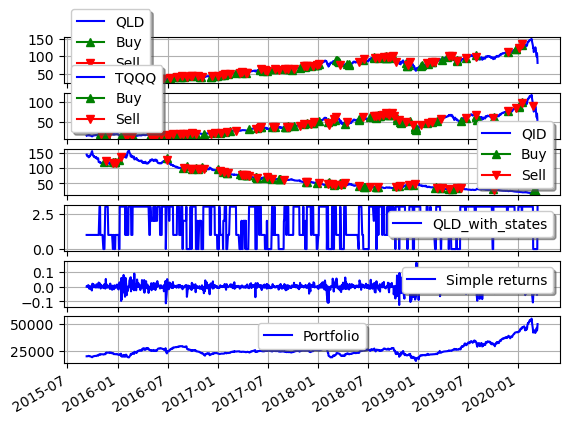 QLD
Buy
Sell
150
100
50
TQQQ
Buy
Sell
100
50
QID
Buy
Sell
150
100
50
QLD_with_states
2.5
0.0
Simple returns
0.1
0.0
−0.1
Portfolio
50000
25000
2015-07 2016-01 2016-07 2017-01 2017-07 2018-01 2018-07 2019-01 2019-07 2020-01